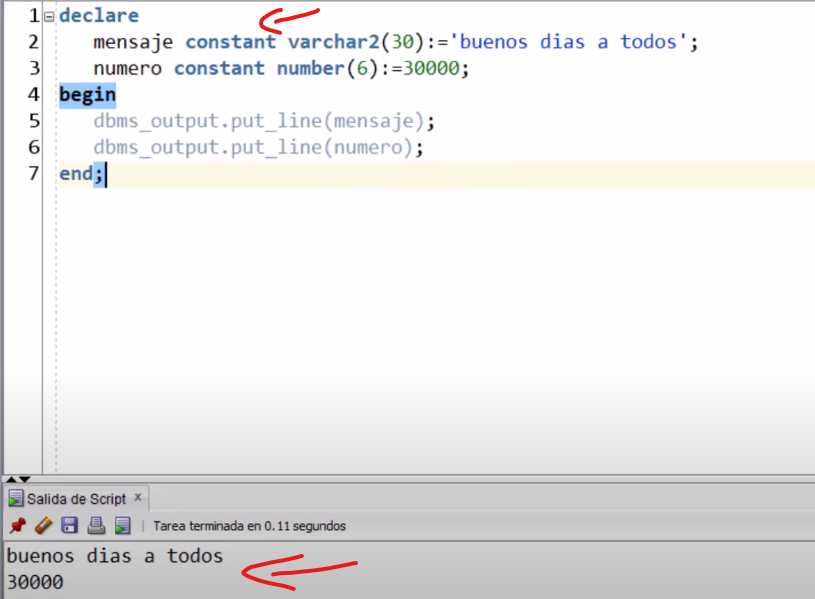 1 declare
2 mensaje constant varchar2(30):='buenos dias a todos';
3 numero constant number(6):=30000;
4 begin
5 dbms_output.put_line(mensaje);
6 dbms_output.put_line(numero);
7 end;
Salida de Script x
Tarea terminada en 0.11 segundos
buenos dias a todos
30000